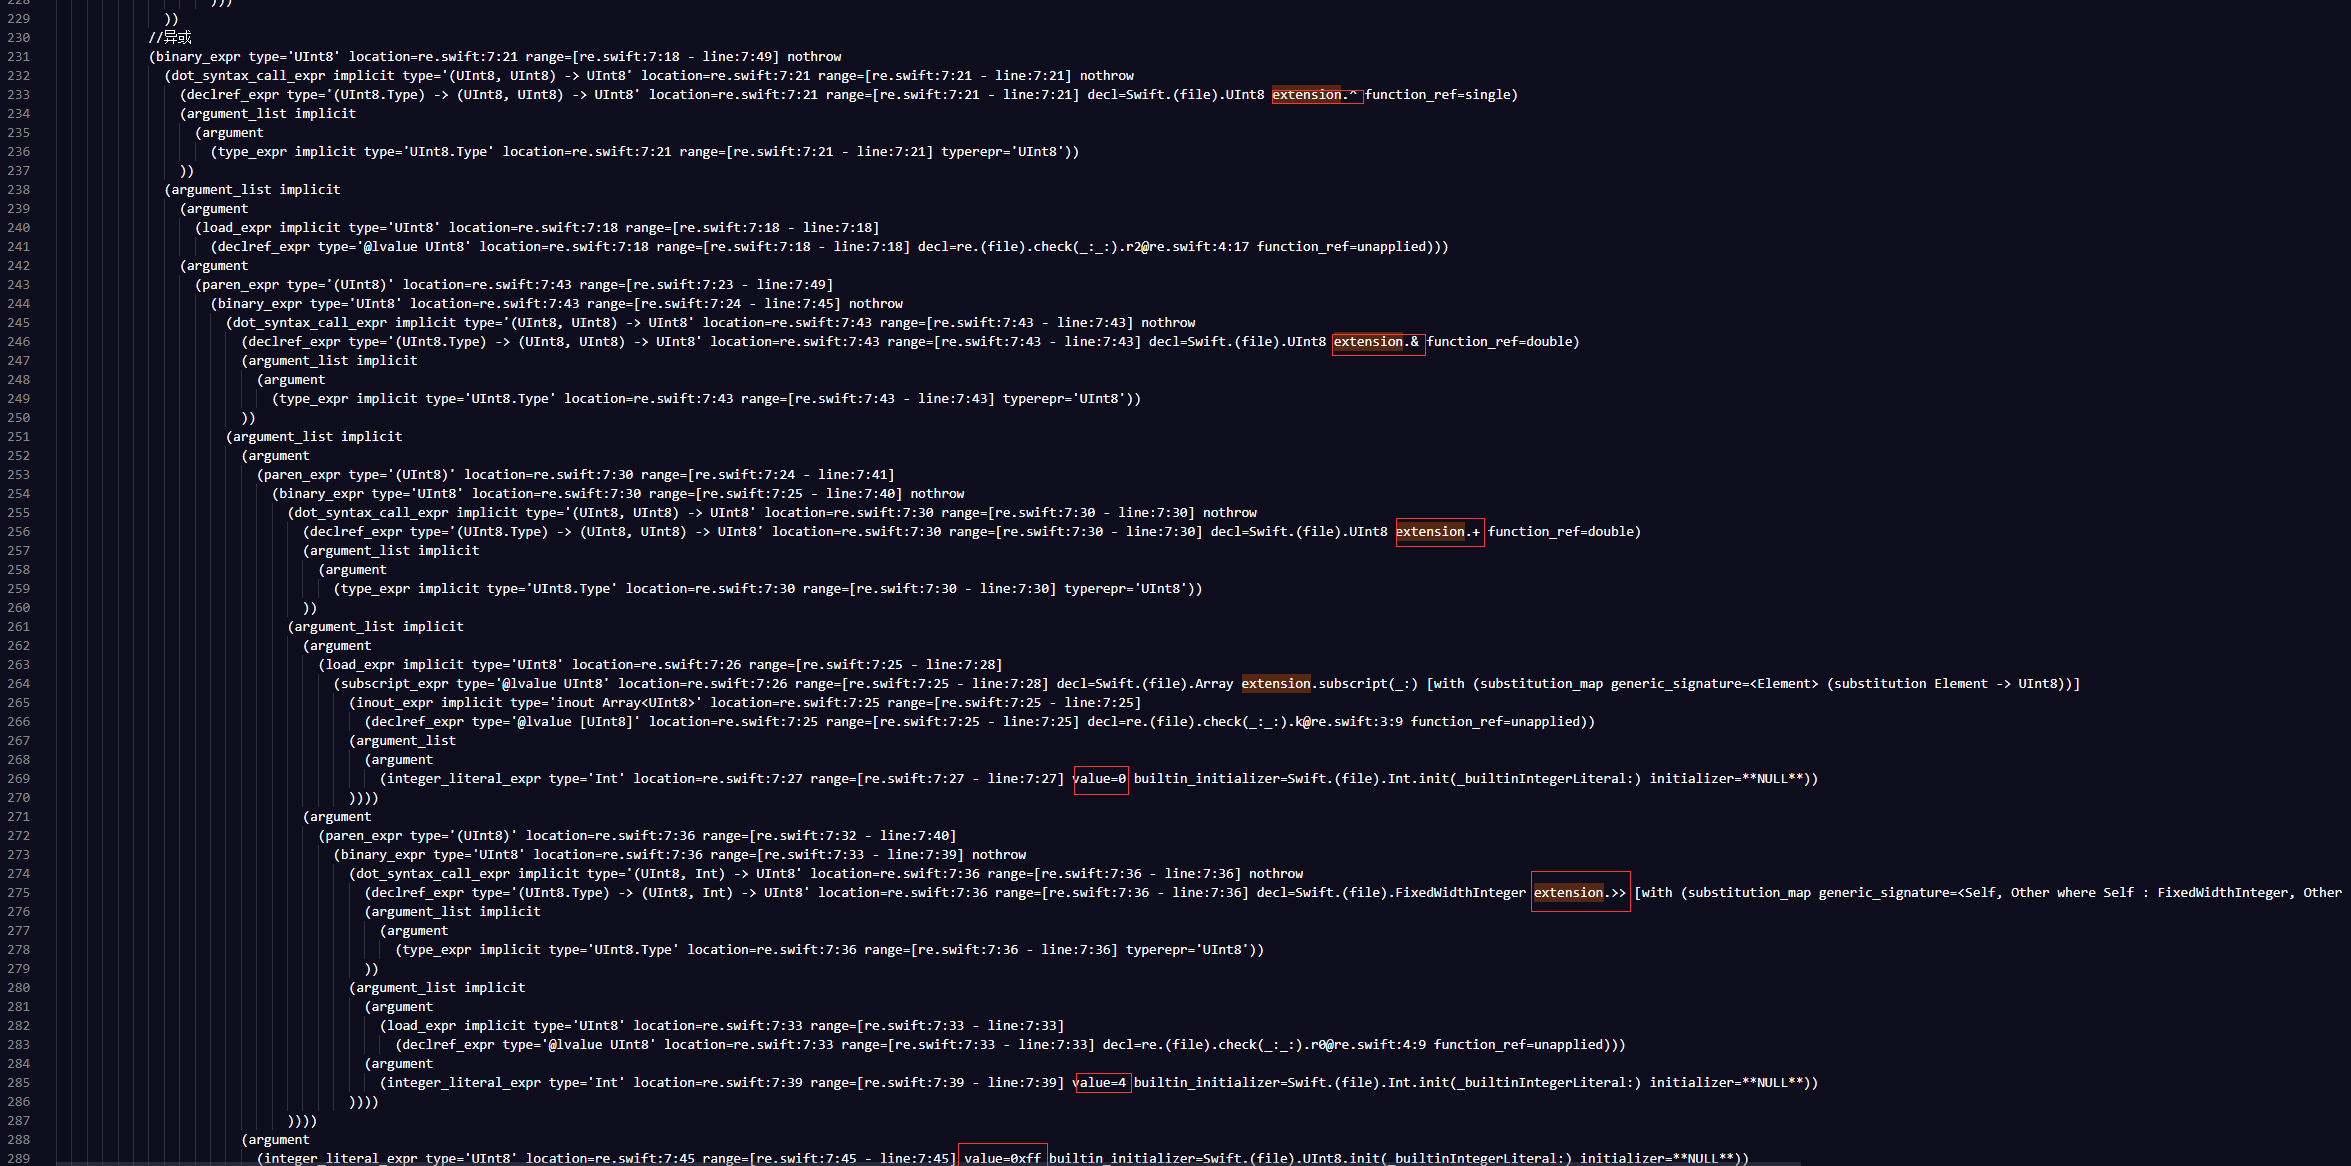 228 )))
229 ))
230 //异或
231 (binary_expr type='UInt8' location=re.swift:7:21 range=[re.swift:7:18 - line:7:49] nothrow
232 (dot_syntax_call_expr implicit type='(UInt8, UInt8) -> UInt8' location=re.swift:7:21 range=[re.swift:7:21 - line:7:21] nothrow
233 (declref_expr type='(UInt8.Type) -> (UInt8, UInt8) -> UInt8' location=re.swift:7:21 range=[re.swift:7:21 - line:7:21] decl=Swift.(file).UInt8 extension.^ function_ref=single)
234 (argument_list implicit
235 (argument
236 (type_expr implicit type='UInt8.Type' location=re.swift:7:21 range=[re.swift:7:21 - line:7:21] typerepr='UInt8'))
237 ))
238 (argument_list implicit
239 (argument
240 (load_expr implicit type='UInt8' location=re.swift:7:18 range=[re.swift:7:18 - line:7:18]
241 (declref_expr type='@lvalue UInt8' location=re.swift:7:18 range=[re.swift:7:18 - line:7:18] decl=re.(file).check(_:_:).r2@re.swift:4:17 function_ref=unapplied)))
242 (argument
243 (paren_expr type='(UInt8)' location=re.swift:7:43 range=[re.swift:7:23 - line:7:49]
244 (binary_expr type='UInt8' location=re.swift:7:43 range=[re.swift:7:24 - line:7:45] nothrow
245 (dot_syntax_call_expr implicit type='(UInt8, UInt8) -> UInt8' location=re.swift:7:43 range=[re.swift:7:43 - line:7:43] nothrow
246 (declref_expr type='(UInt8.Type) -> (UInt8, UInt8) -> UInt8' location=re.swift:7:43 range=[re.swift:7:43 - line:7:43] decl=Swift.(file).UInt8 extension.& function_ref=double)
247 (argument_list implicit
248 (argument
249 (type_expr implicit type='UInt8.Type' location=re.swift:7:43 range=[re.swift:7:43 - line:7:43] typerepr='UInt8'))
250 ))
251 (argument_list implicit
252 (argument
253 (paren_expr type='(UInt8)' location=re.swift:7:30 range=[re.swift:7:24 - line:7:41]
254 (binary_expr type='UInt8' location=re.swift:7:30 range=[re.swift:7:25 - line:7:40] nothrow
255 (dot_syntax_call_expr implicit type='(UInt8, UInt8) -> UInt8' location=re.swift:7:30 range=[re.swift:7:30 - line:7:30] nothrow
256 (declref_expr type='(UInt8.Type) -> (UInt8, UInt8) -> UInt8' location=re.swift:7:30 range=[re.swift:7:30 - line:7:30] decl=Swift.(file).UInt8 extension.+ function_ref=double)
257 (argument_list implicit
258 (argument
259 (type_expr implicit type='UInt8.Type' location=re.swift:7:30 range=[re.swift:7:30 - line:7:30] typerepr='UInt8'))
260 ))
261 (argument_list implicit
262 (argument
263 (load_expr implicit type='UInt8' location=re.swift:7:26 range=[re.swift:7:25 - line:7:28]
264 (subscript_expr type='@lvalue UInt8' location=re.swift:7:26 range=[re.swift:7:25 - line:7:28] decl=Swift.(file).Array extension.subscript(_:) [with (substitution_map generic_signature=<Element> (substitution Element -> UInt8))]
265 (inout_expr implicit type='inout Array<UInt8>' location=re.swift:7:25 range=[re.swift:7:25 - line:7:25]
266 (declref_expr type='@lvalue [UInt8]' location=re.swift:7:25 range=[re.swift:7:25 - line:7:25] decl=re.(file).check(_:_:).k@re.swift:3:9 function_ref=unapplied))
267 (argument_list
268 (argument
269 (integer_literal_expr type='Int' location=re.swift:7:27 range=[re.swift:7:27 - line:7:27] value=0 builtin_initializer=Swift.(file).Int.init(_builtinIntegerLiteral:) initializer=**NULL**))
270 ))))
271 (argument
272 (paren_expr type='(UInt8)' location=re.swift:7:36 range=[re.swift:7:32 - line:7:40]
273 (binary_expr type='UInt8' location=re.swift:7:36 range=[re.swift:7:33 - line:7:39] nothrow
274 (dot_syntax_call_expr implicit type='(UInt8, Int) -> UInt8' location=re.swift:7:36 range=[re.swift:7:36 - line:7:36] nothrow
275 (declref_expr type='(UInt8.Type) -> (UInt8, Int) -> UInt8' location=re.swift:7:36 range=[re.swift:7:36 - line:7:36] decl=Swift.(file).FixedWidthInteger extension.>> [with (substitution_map generic_signature=<Self, Other where Self : FixedWidthInteger, Other
276 (argument_list implicit
277 (argument
278 (type_expr implicit type='UInt8.Type' location=re.swift:7:36 range=[re.swift:7:36 - line:7:36] typerepr='UInt8'))
279 ))
280 (argument_list implicit
281 (argument
282 (load_expr implicit type='UInt8' location=re.swift:7:33 range=[re.swift:7:33 - line:7:33]
283 (declref_expr type='@lvalue UInt8' location=re.swift:7:33 range=[re.swift:7:33 - line:7:33] decl=re.(file).check(_:_:).r0@re.swift:4:9 function_ref=unapplied)))
284 (argument
285 (integer_literal_expr type='Int' location=re.swift:7:39 range=[re.swift:7:39 - line:7:39] value=4 builtin_initializer=Swift.(file).Int.init(_builtinIntegerLiteral:) initializer=**NULL**))
286 ))))
287 ))))
288 (argument
289 (integer_literal_expr type='UInt8' location=re.swift:7:45 range=[re.swift:7:45 - line:7:45] value=0xff builtin_initializer=Swift.(file).UInt8.init(_builtinIntegerLiteral:) initializer=**NULL**))